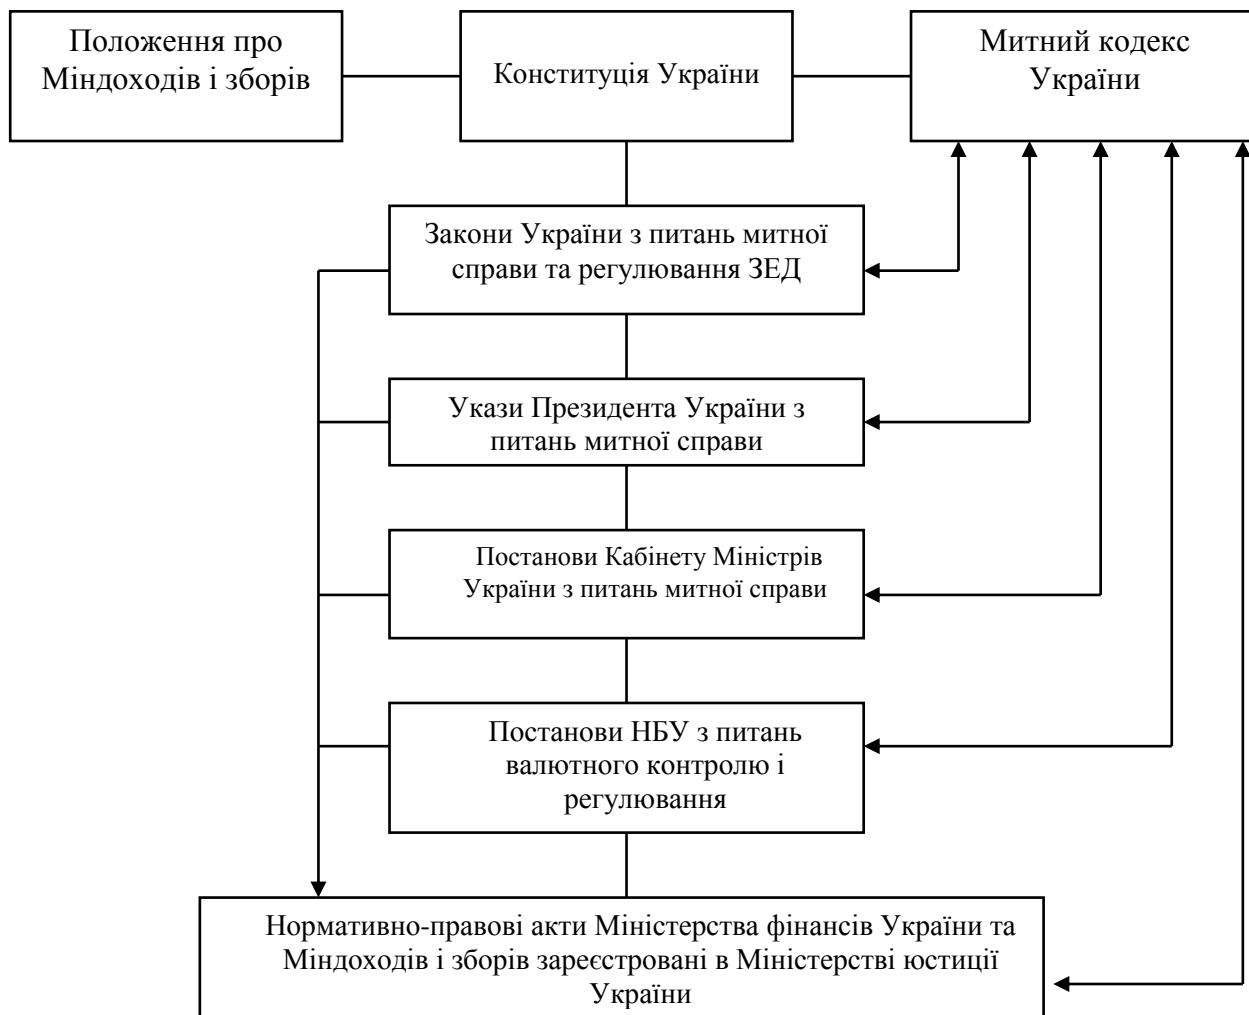 Положення про
Міндоходів і зборів
Конституція України
Митний кодекс
України
Закони України з питань митної
справи та регулювання ЗЕД
Укази Президента України з
питань митної справи
Постанови Кабінету Міністрів
України з питань митної справи
Постанови НБУ з питань
валютного контролю і
регулювання
Нормативно-правові акти Міністерства фінансів України та
Міндоходів і зборів зареєстровані в Міністерстві юстиції
України